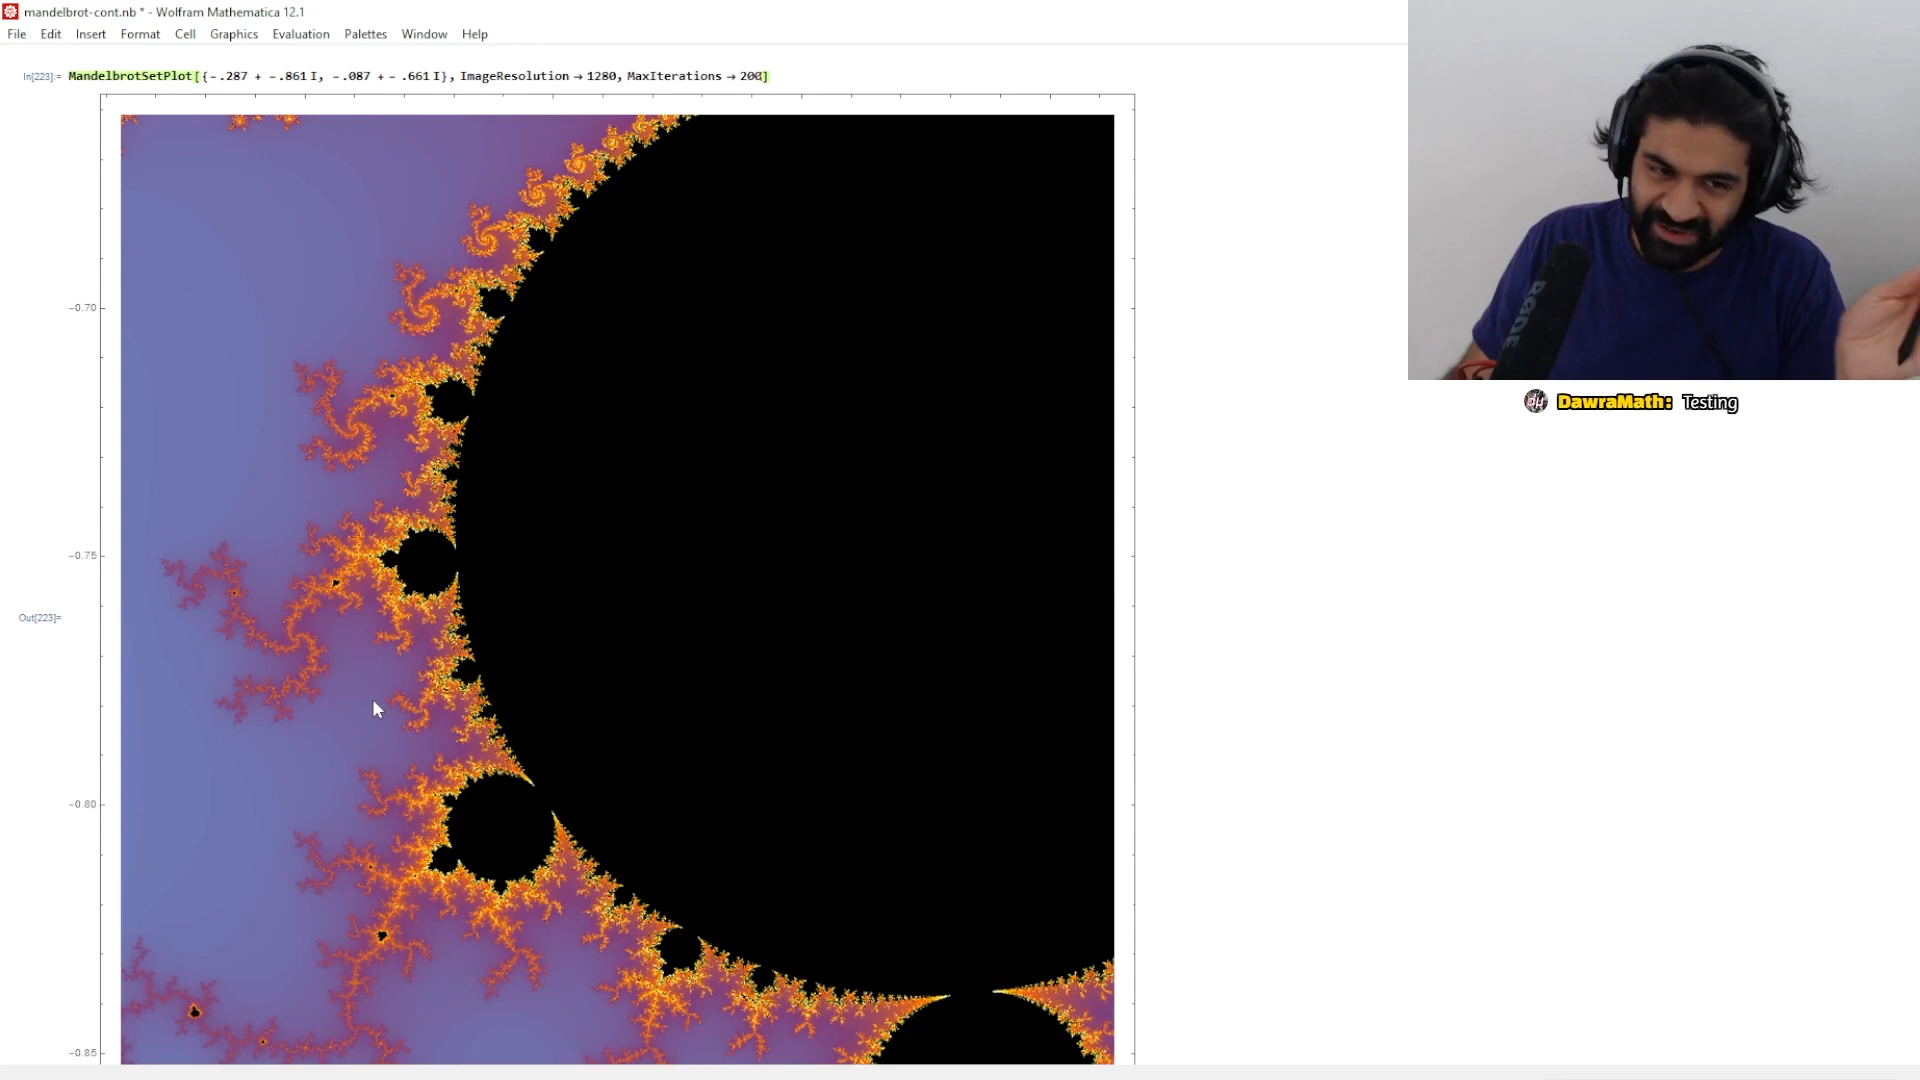 mandelbrot-cont.nb * - Wolfram Mathematica 12.1
File Edit Insert Format Cell Graphics Evaluation Palettes Window Help
In[223]:= MandelbrotSetPlot[{-.287 + -.861 I, -.087 + -.661 I}, ImageResolution → 1280, MaxIterations → 200]
-0.70
-0.75
Out[223]=
-0.80
-0.85
RØDE
DawraMath: Testing